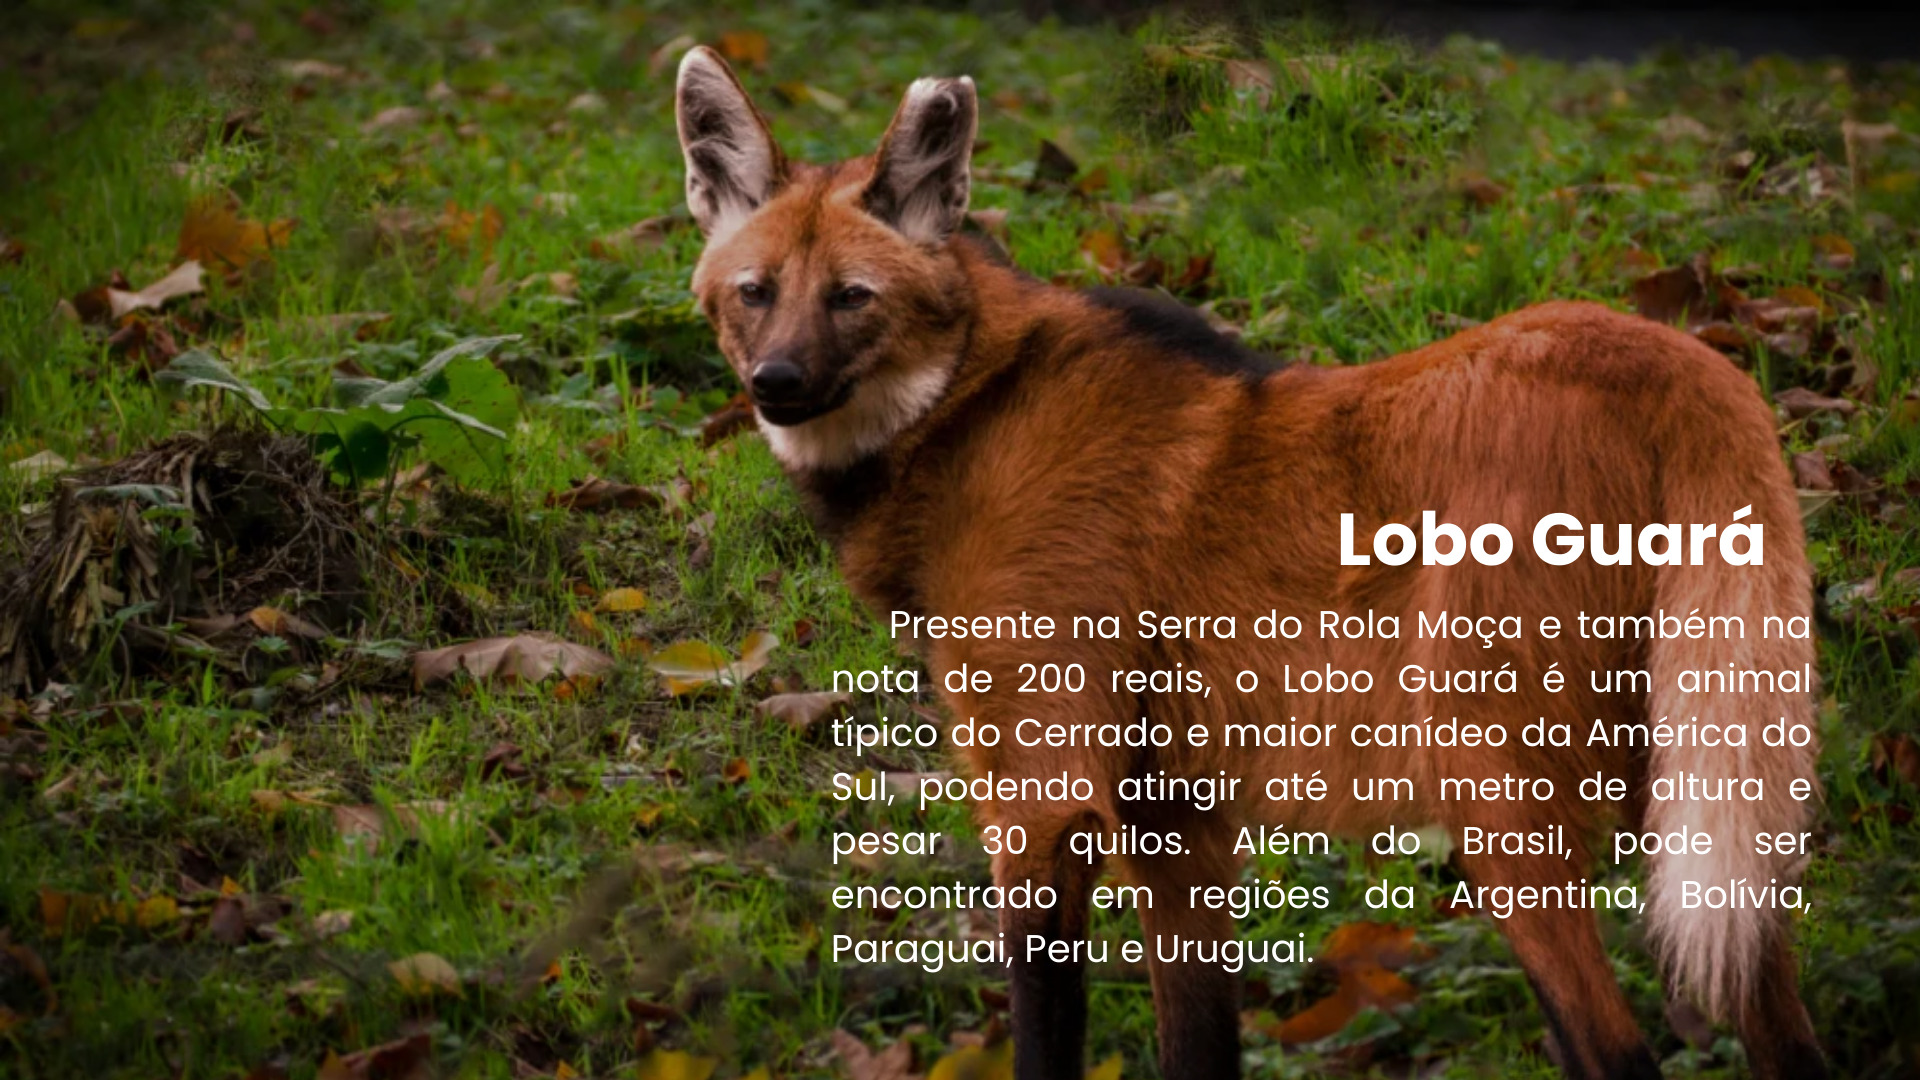 Lobo Guará
Presente na Serra do Rola Moça e também na
nota de 200 reais, o Lobo Guará é um animal
típico do Cerrado e maior canídeo da América do
Sul, podendo atingir até um metro de altura e
pesar 30 quilos. Além do Brasil, pode ser
encontrado em regiões da Argentina, Bolívia,
Paraguai, Peru e Uruguai.